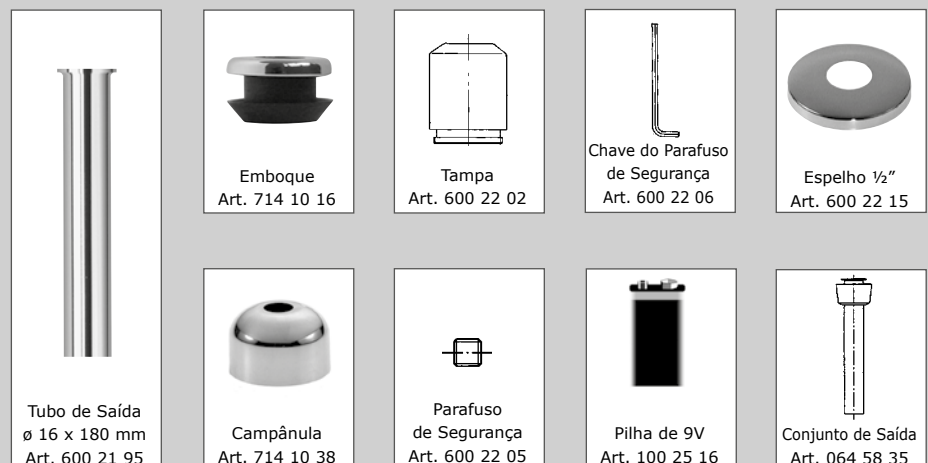 Tubo de Saída
ø 16 x 180 mm
Art. 600 21 95
Emboque
Art. 714 10 16
Tampa
Art. 600 22 02
Chave do Parafuso
de Segurança
Art. 600 22 06
Espelho ½”
Art. 600 22 15
Campânula
Art. 714 10 38
Parafuso
de Segurança
Art. 600 22 05
Pilha de 9V
Art. 100 25 16
Conjunto de Saída
Art. 064 58 35